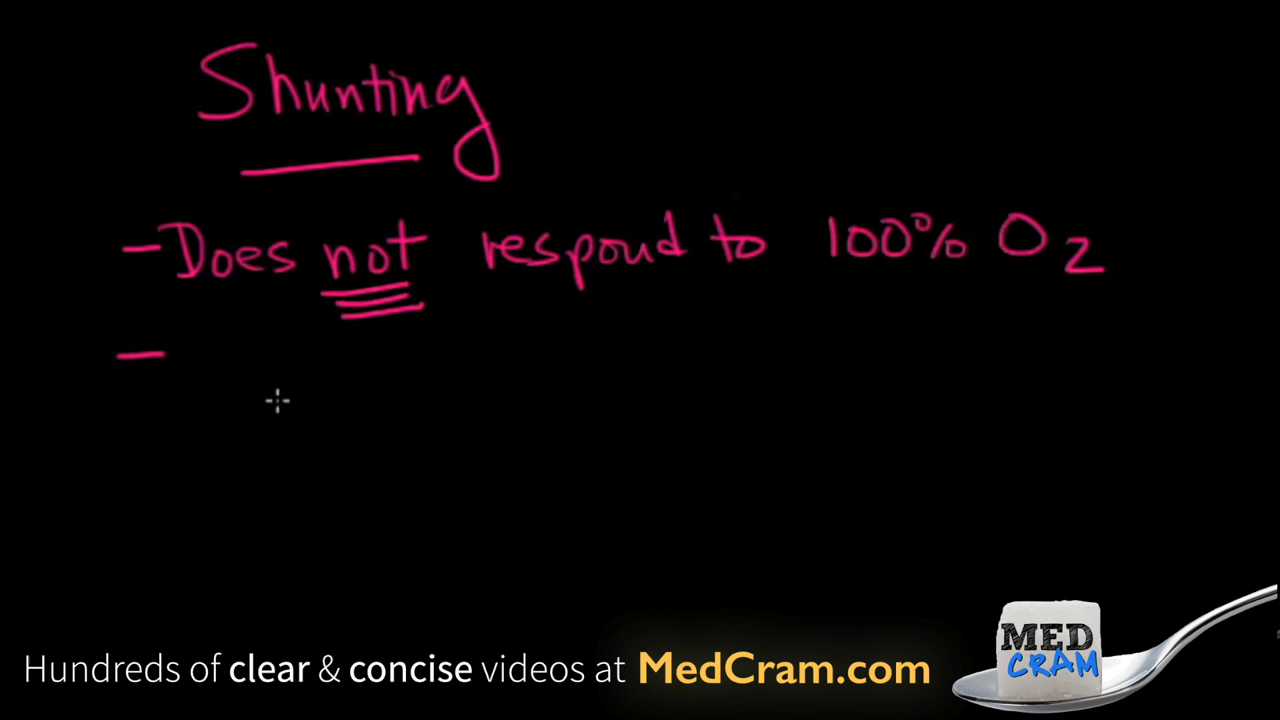 Shunting
- Does not respond to 100% O2
-
MED
CRAM
Hundreds of clear & concise videos at MedCram.com